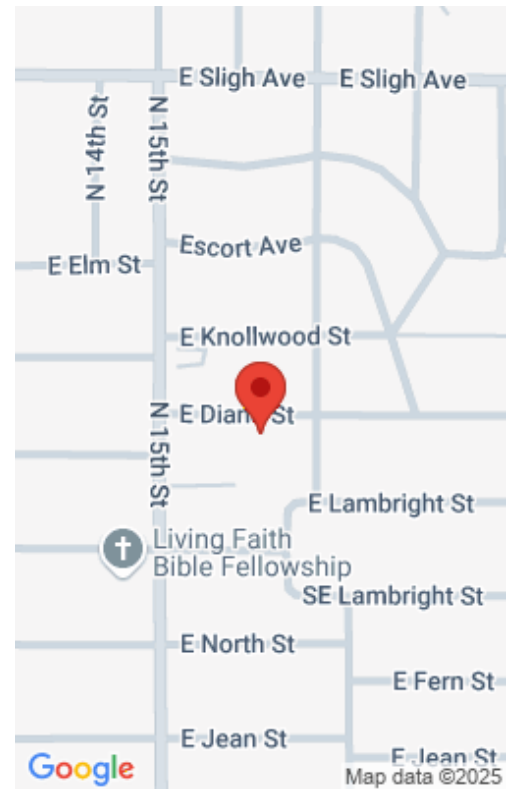 E Sligh Ave
E Sligh Ave
N 14th St
N 15th St
Escort Ave
E Elm St
E Knollwood St
E Diana St
N 15th St
E Lambright St
Living Faith
Bible Fellowship
SE Lambright St
E North St
E Fern St
E Jean St
E Jean St
Google
Map data ©2025